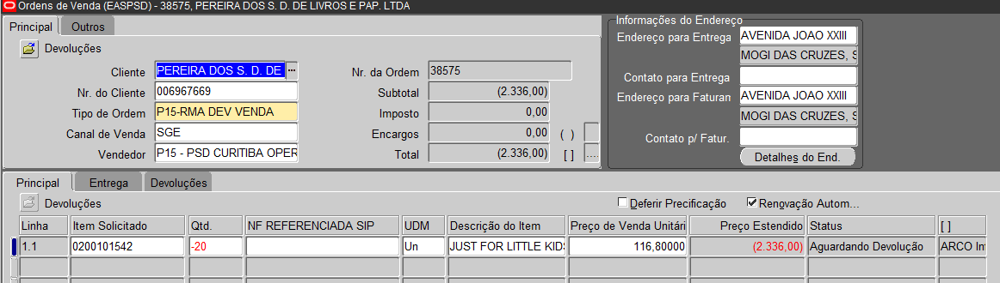 Ordens de Venda (EASPSD) - 38575, PEREIRA DOS S. D. DE LIVROS E PAP. LTDA
Principal Outros
Devoluções
Cliente PEREIRA DOS S. D. DE ...
Nr. do Cliente 006967669
Tipo de Ordem P15-RMA DEV VENDA
Canal de Venda SGE
Vendedor P15 - PSD CURITIBA OPER
Nr. da Ordem 38575
Subtotal (2.336,00)
Imposto 0,00
Encargos 0,00 ( )
Total (2.336,00) [ ] ....
Informações do Endereço
Endereço para Entrega AVENIDA JOAO XXIII
MOGI DAS CRUZES, S
Contato para Entrega
Endereço para Faturan AVENIDA JOAO XXIII
MOGI DAS CRUZES, S
Contato p/ Fatur.
Detalhes do End.
Principal Entrega Devoluções
Devoluções Deferir Precificação Renovação Autom...
Linha Item Solicitado Qtd. NF REFERENCIADA SIP UDM Descrição do Item Preço de Venda Unitári Preço Estendido Status [ ]
1.1 0200101542 -20 Un JUST FOR LITTLE KIDS 116,80000 (2.336,00) Aguardando Devolução ARCO In